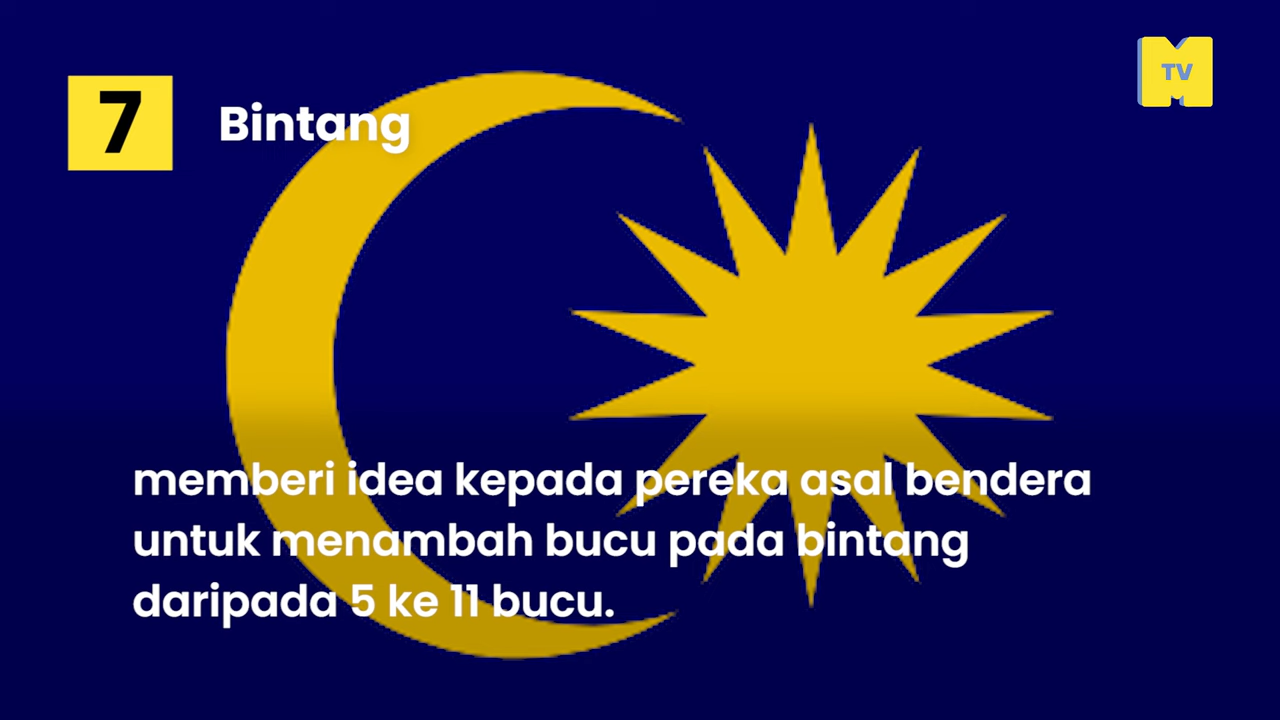 7
Bintang
TV
memberi idea kepada pereka asal bendera
untuk menambah bucu pada bintang
daripada 5 ke 11 bucu.